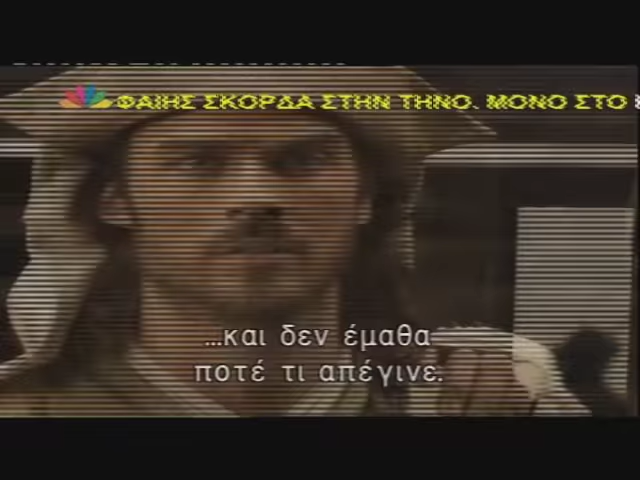 ΦΑΙΗΣ ΣΚΟΡΔΑ ΣΤΗΝ ΤΗΝΟ. ΜΟΝΟ ΣΤΟ
...και δεν έμαθα
ποτέ τι απέγινε.